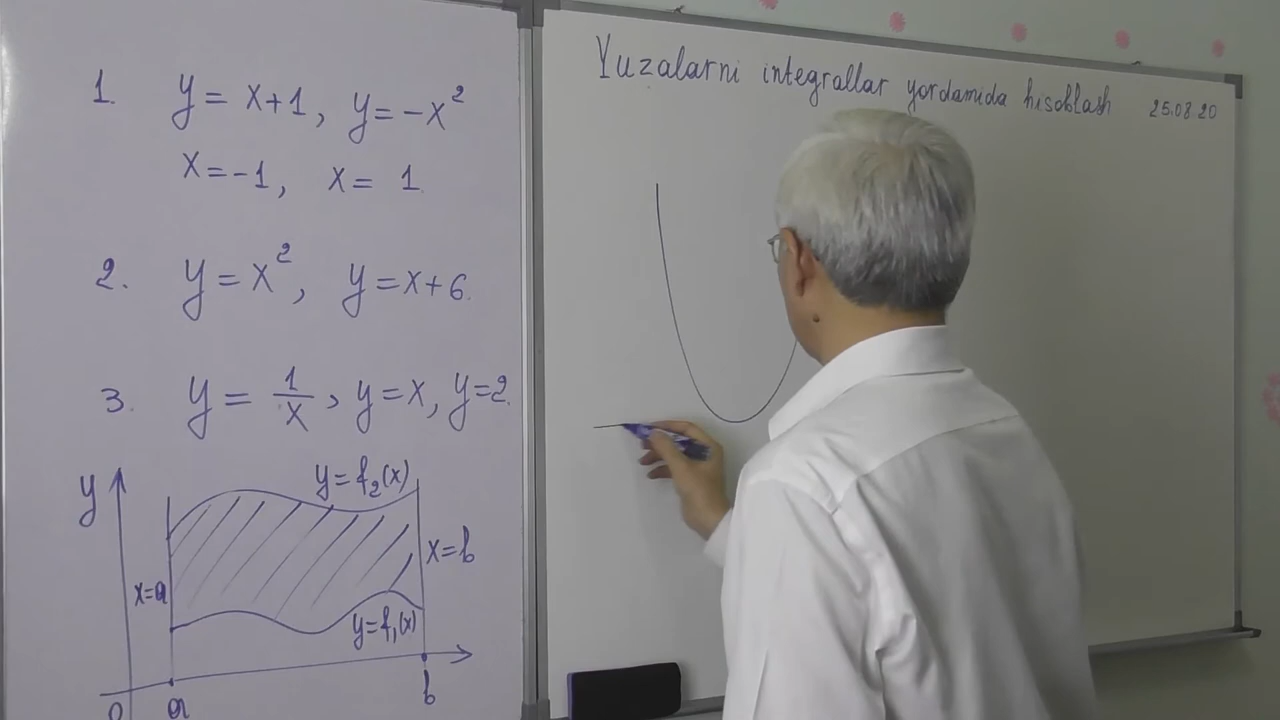 1. y = x+1, y = -x²
x = -1, x = 1.
2. y = x², y = x+6.
3. y = 1/x, y = x, y = 2.
y
y = f₂(x)
x = a
x = b
y = f₁(x)
0 a b
Yuzalarni integrallar yordamida hisoblash 25.08 20